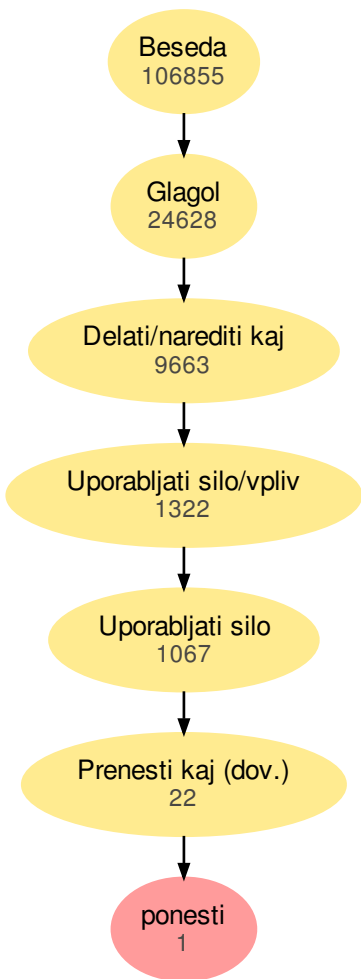 Beseda
106855
Glagol
24628
Delati/narediti kaj
9663
Uporabljati silo/vpliv
1322
Uporabljati silo
1067
Prenesti kaj (dov.)
22
ponesti
1